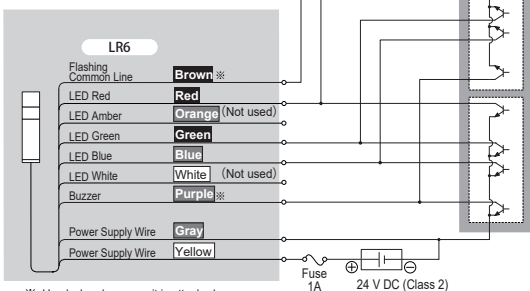 LR6
Flashing
Common Line Brown ※
LED Red Red
LED Amber Orange (Not used)
LED Green Green
LED Blue Blue
LED White White (Not used)
Buzzer Purple ※
Power Supply Wire Gray
Power Supply Wire Yellow
Fuse
1A
⊕ ⊖
24 V DC (Class 2)